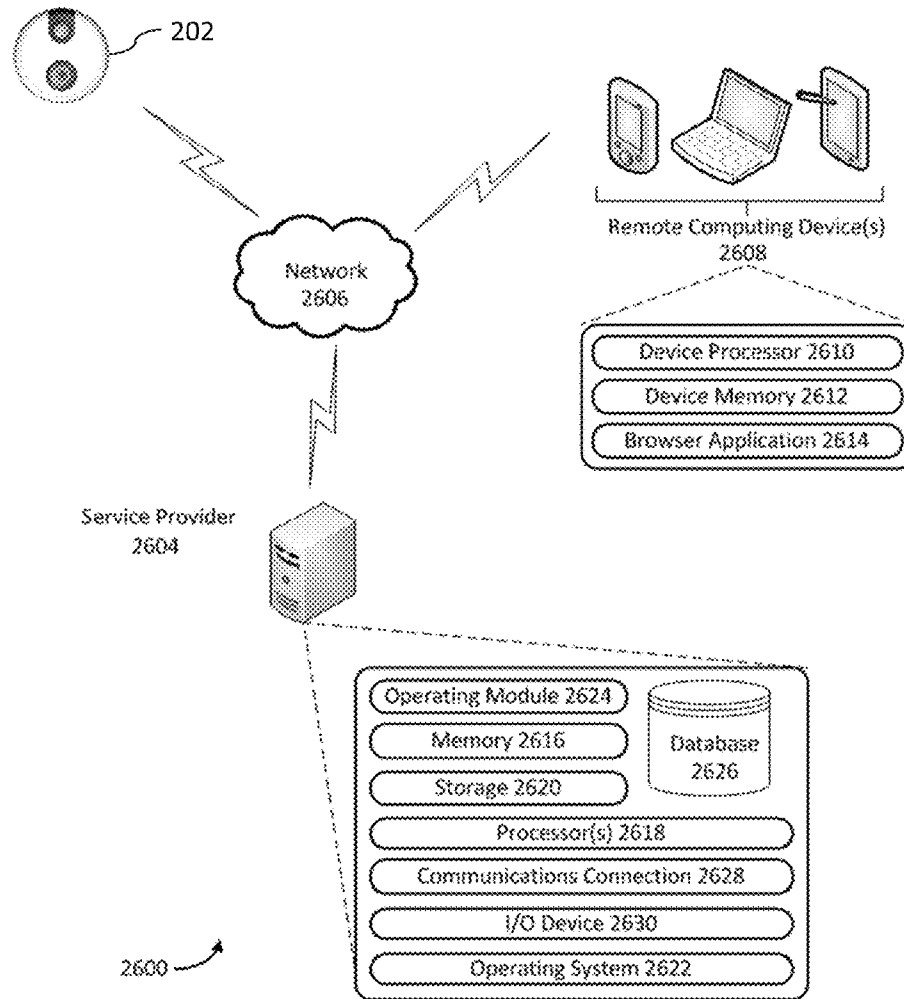 202
Remote Computing Device(s)
2608
Network
2606
Device Processor 2610
Device Memory 2612
Browser Application 2614
Service Provider
2604
Operating Module 2624
Memory 2616
Storage 2620
Database
2626
Processor(s) 2618
Communications Connection 2628
I/O Device 2630
Operating System 2622
2600